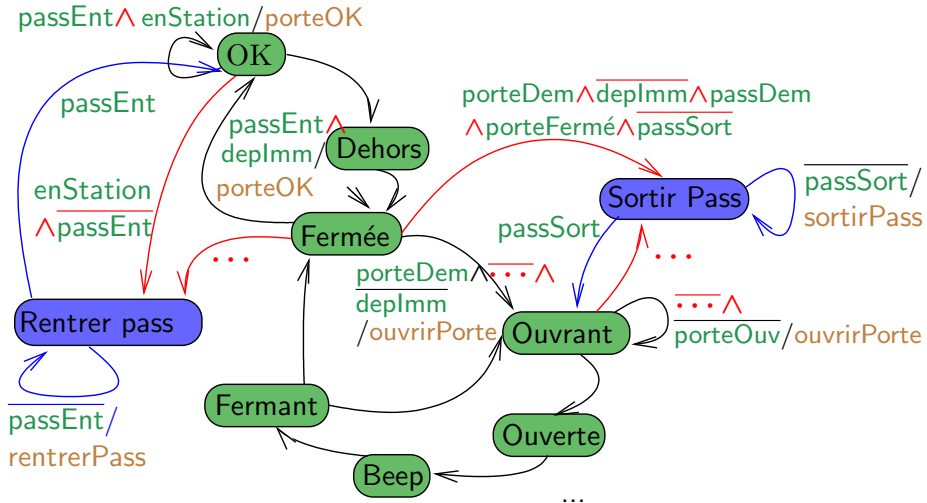 passEnt∧ enStation/porteOK
OK
passEnt
porteDem∧depImm∧passDem
∧porteFermé∧passSort
passEnt∧
depImm/
porteOK
Dehors
enStation
∧passEnt
Sortir Pass
passSort/
sortirPass
passSort
Fermée
...
...
porteDem∧...∧
depImm
/ouvrirPorte
Rentrer pass
Ouvrant
...∧
porteOuv/ouvrirPorte
Fermant
passEnt/
rentrerPass
Ouverte
Beep
...